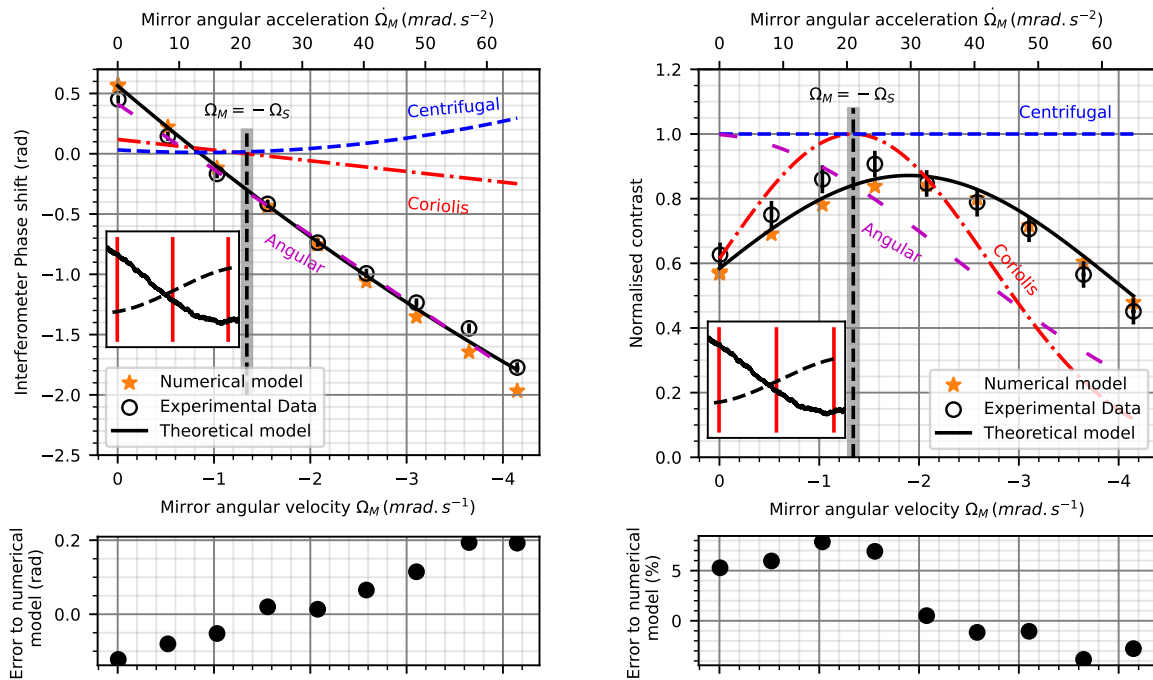 Mirror angular acceleration Ω̇_M (mrad.s⁻²)
0 10 20 30 40 50 60
Interferometer Phase shift (rad)
0.5
0.0
−0.5
−1.0
−1.5
−2.0
−2.5
Ω_M = − Ω_S
Centrifugal
Coriolis
Angular
Numerical model
Experimental Data
Theoretical model
0 −1 −2 −3 −4
Mirror angular velocity Ω_M (mrad.s⁻¹)
Error to numerical
model (rad)
0.2
0.0
Mirror angular acceleration Ω̇_M (mrad.s⁻²)
0 10 20 30 40 50 60
Normalised contrast
1.2
1.0
0.8
0.6
0.4
0.2
0.0
Ω_M = − Ω_S
Centrifugal
Angular
Coriolis
Numerical model
Experimental Data
Theoretical model
0 −1 −2 −3 −4
Mirror angular velocity Ω_M (mrad.s⁻¹)
Error to numerical
model (%)
5
0